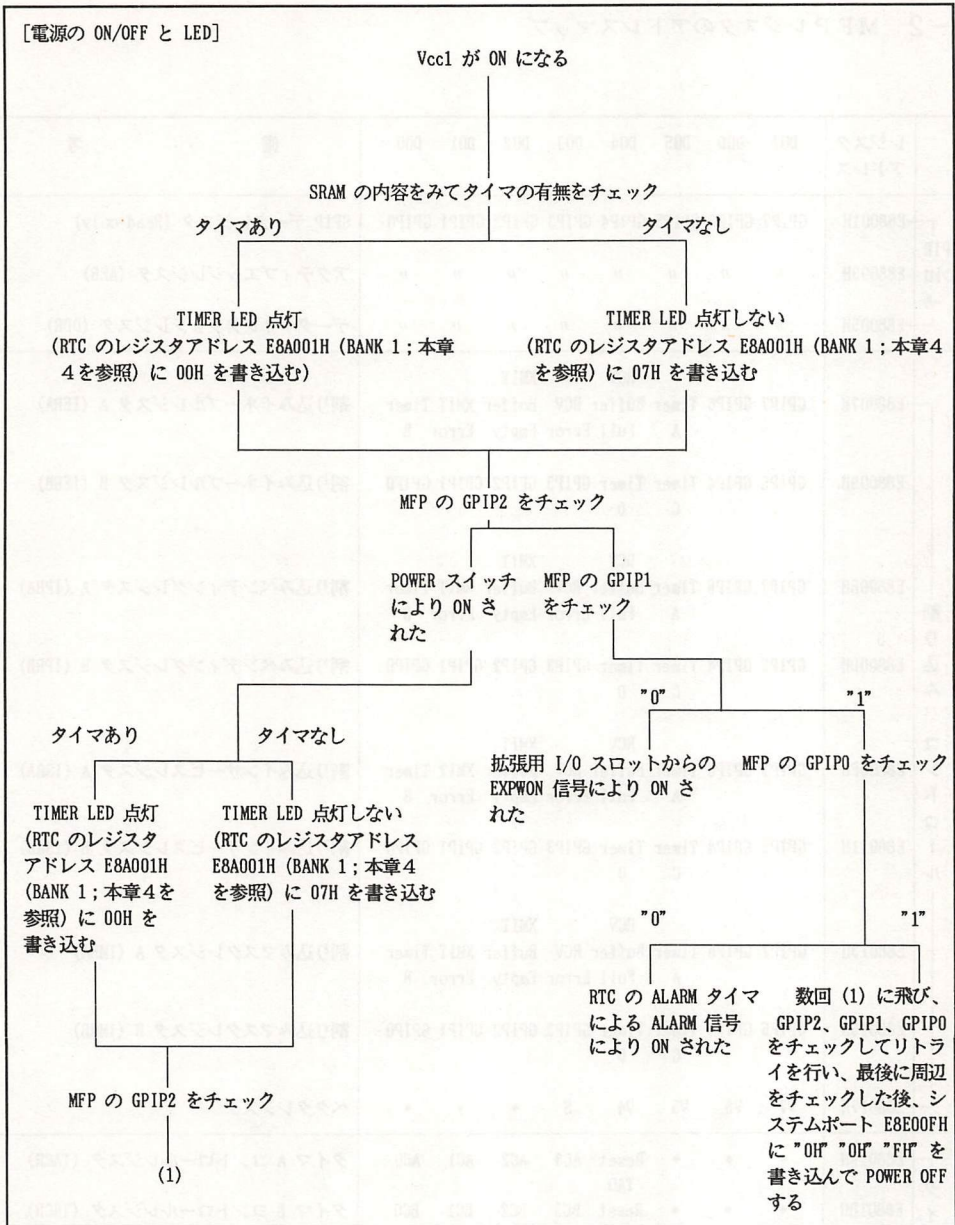 [電源の ON/OFF と LED]
Vcc1 が ON になる
SRAM の内容をみてタイマの有無をチェック
タイマあり
タイマなし
TIMER LED 点灯
(RTC のレジスタアドレス E8A001H (BANK 1;本章
4を参照) に 00H を書き込む)
TIMER LED 点灯しない
(RTC のレジスタアドレス E8A001H (BANK 1;本章4
を参照) に 07H を書き込む
MFP の GPIP2 をチェック
POWER スイッチ
により ON さ
れた
MFP の GPIP1
をチェック
タイマあり
タイマなし
"0"
"1"
TIMER LED 点灯
(RTC のレジスタ
アドレス E8A001H
(BANK 1;本章4を
参照) に 00H を
書き込む
TIMER LED 点灯しない
(RTC のレジスタアドレス
E8A001H (BANK 1;本章4
を参照) に 07H を書き込む
拡張用 I/O スロットからの
EXPWON 信号により ON さ
れた
MFP の GPIP0 をチェック
"0"
"1"
RTC の ALARM タイマ
による ALARM 信号
により ON された
数回 (1) に飛び、
GPIP2、GPIP1、GPIP0
をチェックしてリトラ
イを行い、最後に周辺
をチェックした後、シ
ステムポート E8E00FH
に "0H" "0H" "FH" を
書き込んで POWER OFF
する
MFP の GPIP2 をチェック
(1)